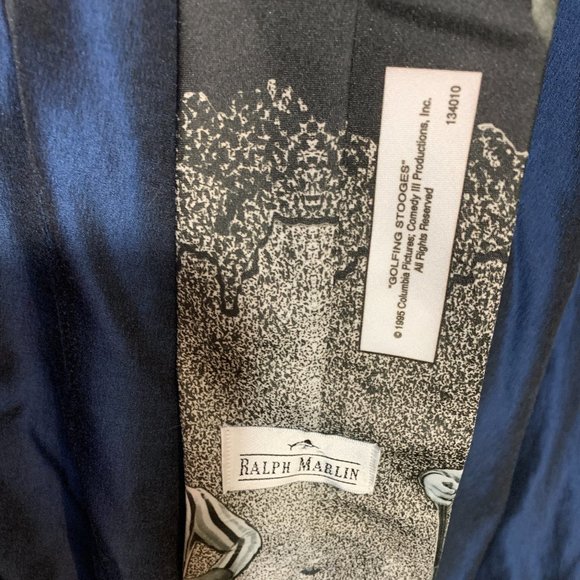 "GOLFING STOOGES"
©1995 Columbia Pictures; Comedy III Productions, Inc.
All Rights Reserved
134010
RALPH MARLIN